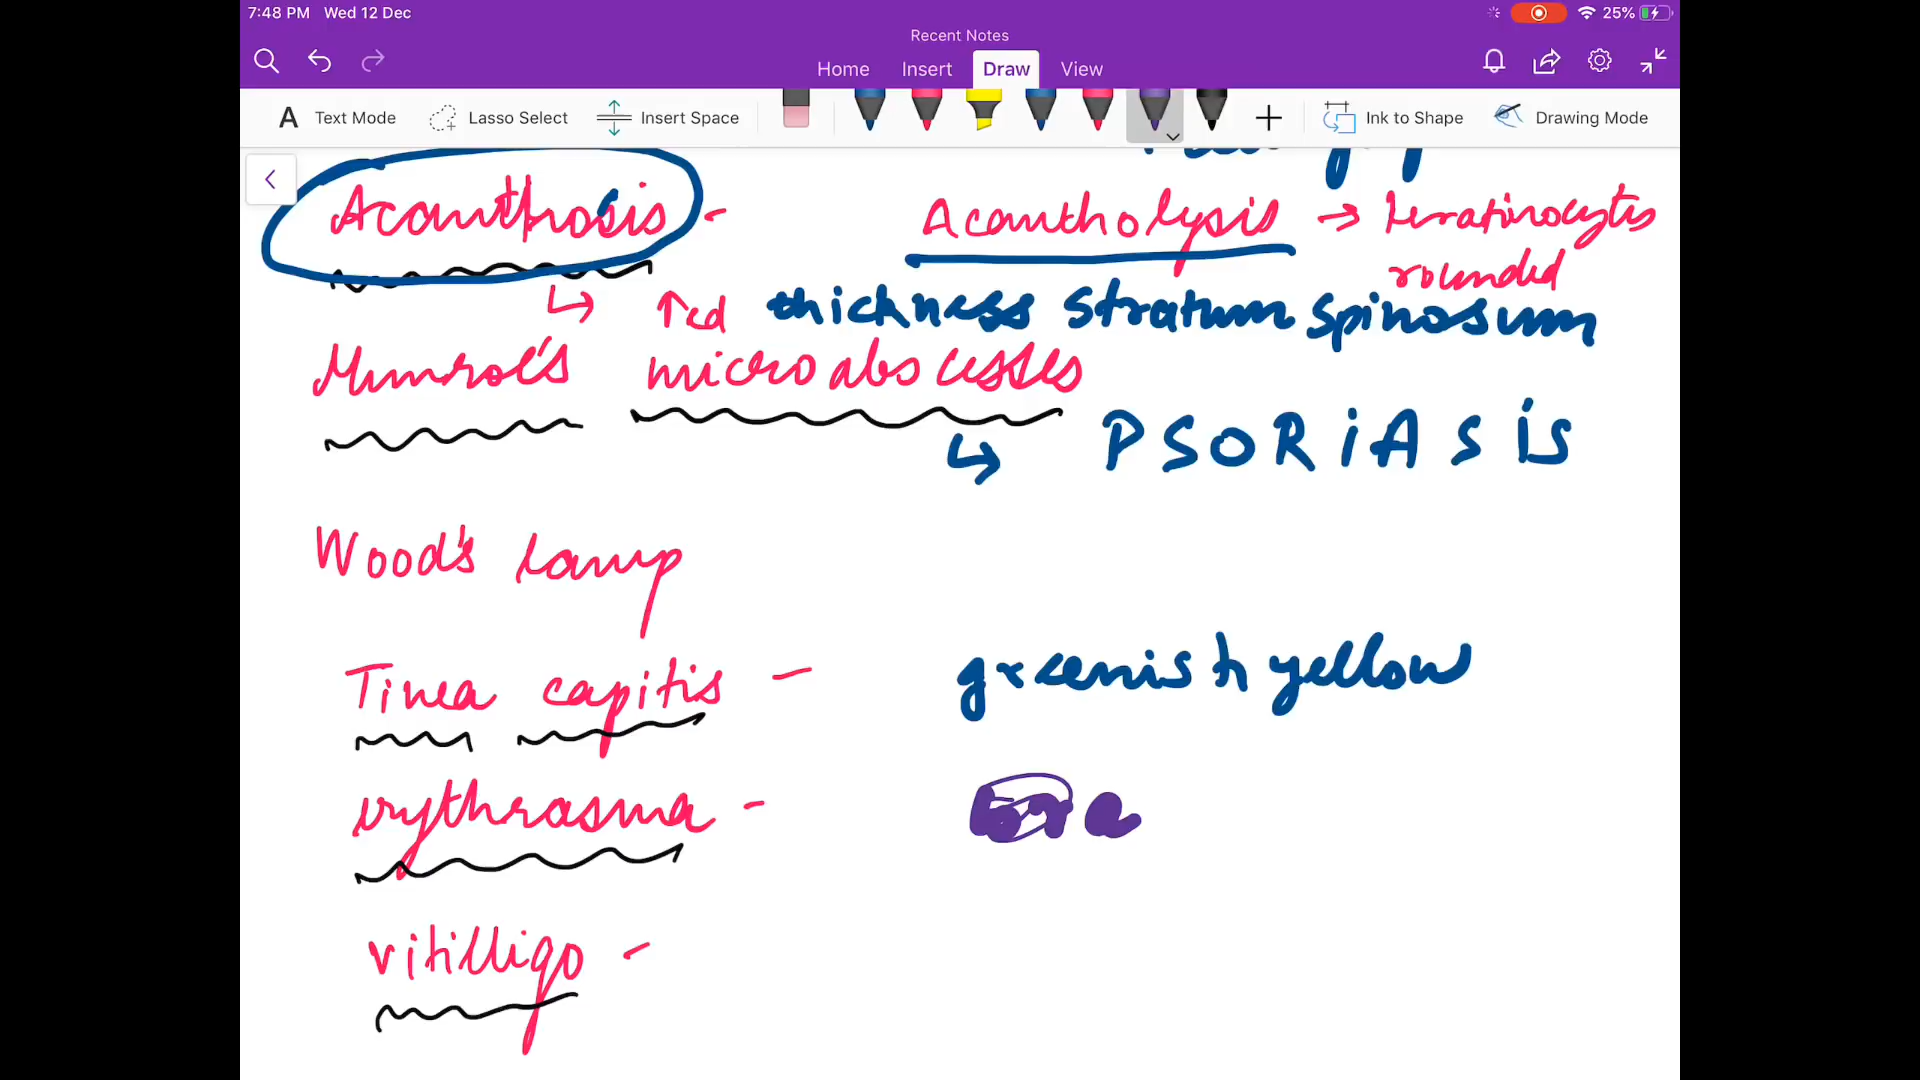 7:48 PM Wed 12 Dec 25%
Recent Notes
Home Insert Draw View
A Text Mode Lasso Select Insert Space Ink to Shape Drawing Mode
Acanthosis - Acantholysis → keratinocytes
rounded
↳ ↑ed thickness stratum spinosum
Munrol's microabscesses
↳ PSORIASIS
Wood's lamp
Tinea capitis - greenish yellow
erythrasma -
vitilligo -